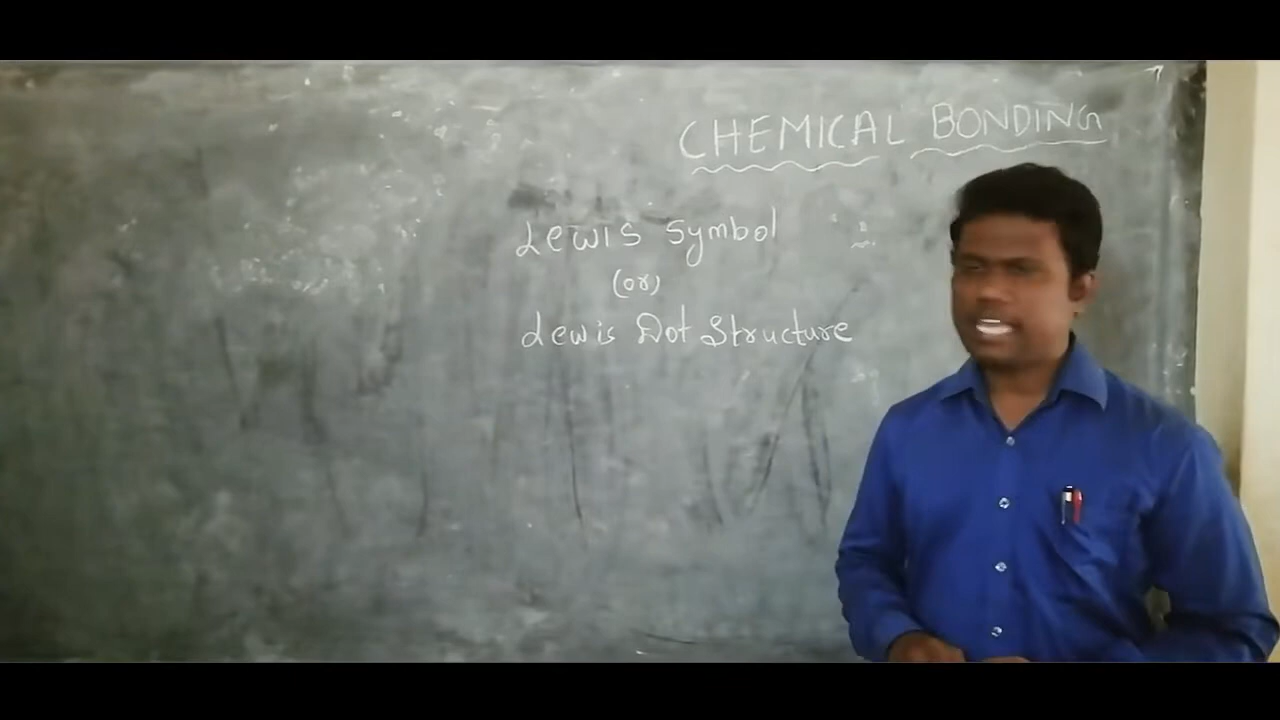 CHEMICAL BONDING
Lewis Symbol
(or)
Lewis Dot Structure